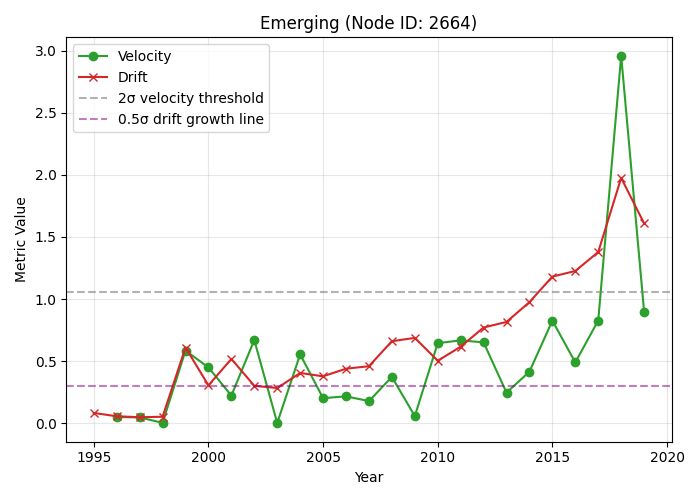 Emerging (Node ID: 2664)
Velocity
Drift
2σ velocity threshold
0.5σ drift growth line
Metric Value
3.0
2.5
2.0
1.5
1.0
0.5
0.0
1995 2000 2005 2010 2015 2020
Year